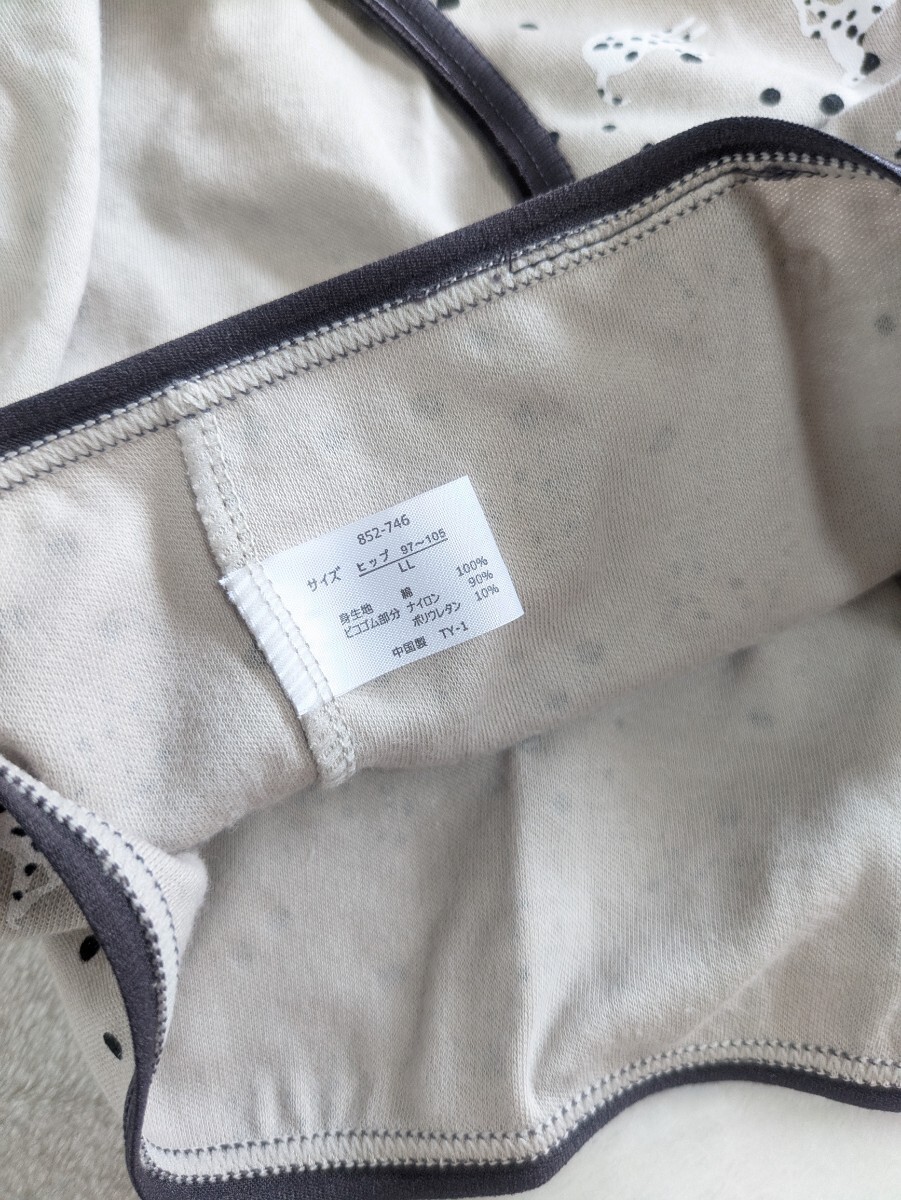 852-746
サイズ ヒップ 97～105
LL
身生地 綿 100%
ピコゴム部分 ナイロン 90%
ポリウレタン 10%
中国製 TY-1